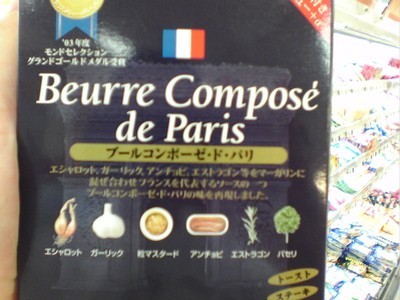 '03年度
モンドセレクション
グランドゴールドメダル受賞
Beurre Composé
de Paris
ブールコンポーゼ・ド・パリ
エシャロット、ガーリック、アンチョビ、エストラゴン等をマーガリンに
混ぜ合わせフランスを代表するソースの一つ
ブールコンポーゼ・ド・パリの味を再現しました。
エシャロット ガーリック 粒マスタード アンチョビ エストラゴン パセリ
トースト
ステーキ